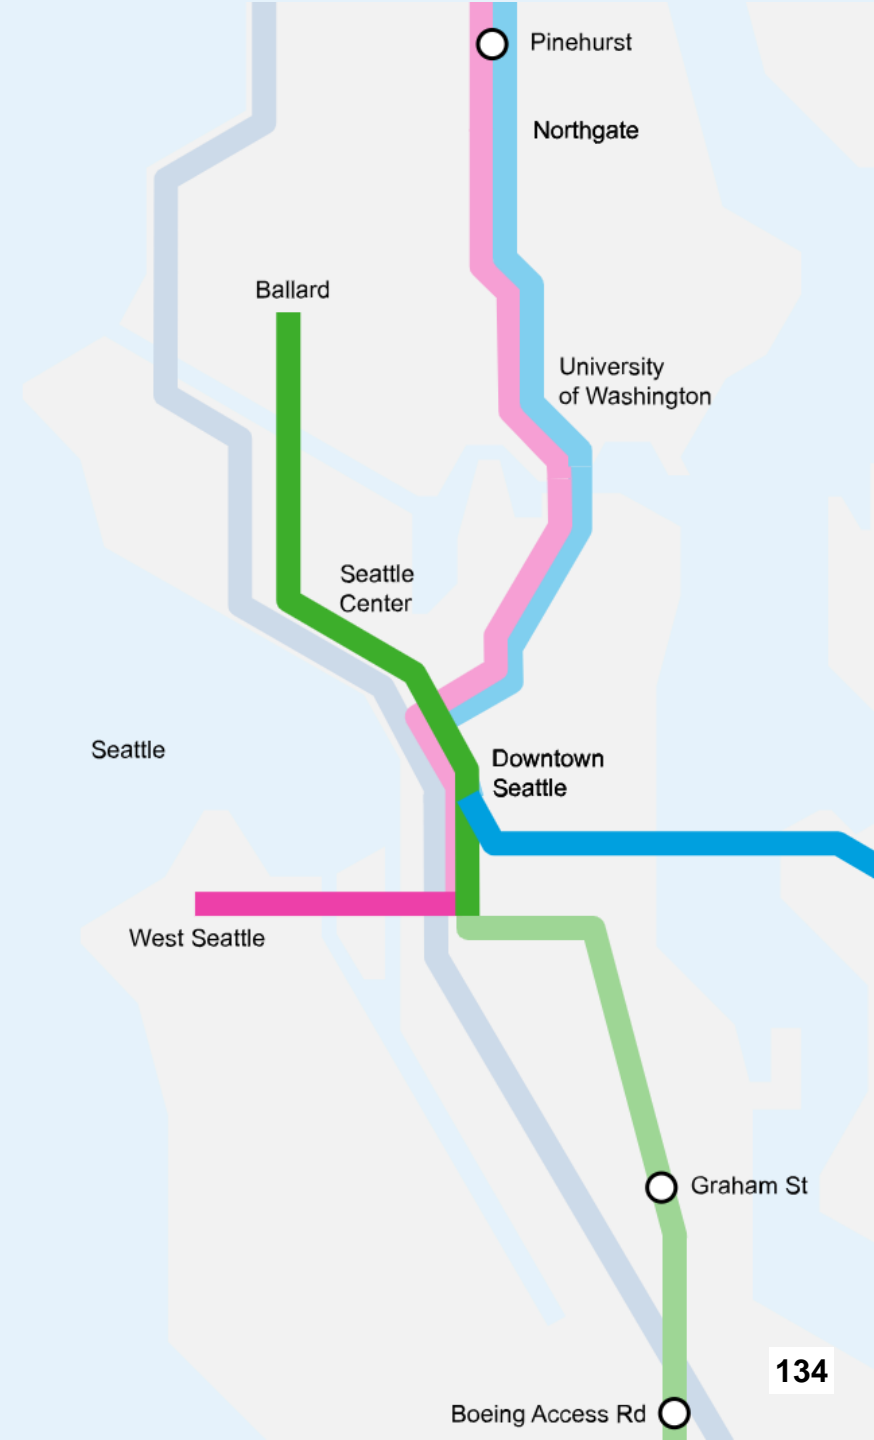 Pinehurst
Northgate
Ballard
University
of Washington
Seattle
Center
Seattle
Downtown
Seattle
West Seattle
Graham St
134
Boeing Access Rd